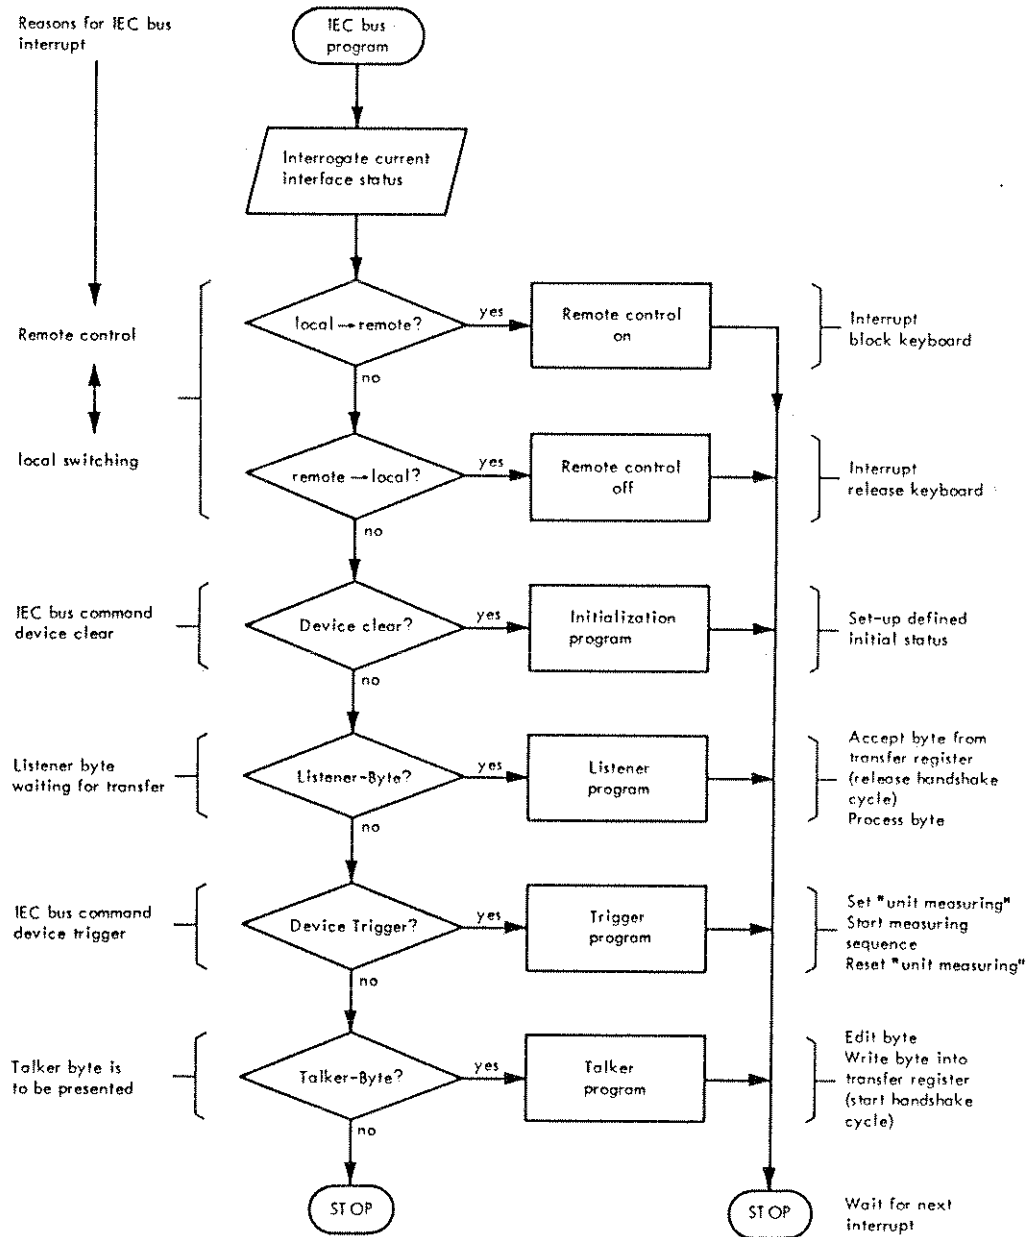 Reasons for IEC bus
interrupt
IEC bus
program
Interrogate current
interface status
Remote control
local switching
local → remote?
yes
Remote control
on
Interrupt
block keyboard
no
remote → local?
yes
Remote control
off
Interrupt
release keyboard
no
IEC bus command
device clear
Device clear?
yes
Initialization
program
Set-up defined
initial status
no
Listener byte
waiting for transfer
Listener-Byte?
yes
Listener
program
Accept byte from
transfer register
(release handshake
cycle)
Process byte
no
IEC bus command
device trigger
Device Trigger?
yes
Trigger
program
Set "unit measuring"
Start measuring
sequence
Reset "unit measuring"
no
Talker byte is
to be presented
Talker-Byte?
yes
Talker
program
Edit byte
Write byte into
transfer register
(start handshake
cycle)
no
STOP
STOP
Wait for next
interrupt